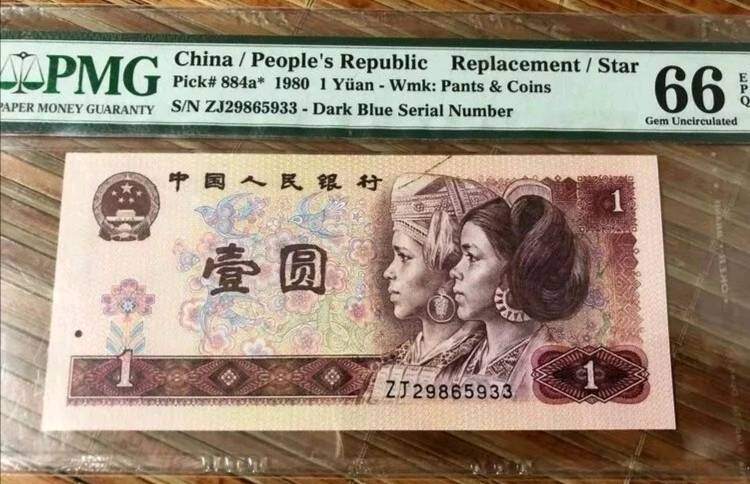 PMG
PAPER MONEY GUARANTY
China / People's Republic Replacement / Star
Pick# 884a* 1980 1 Yüan - Wmk: Pants & Coins
S/N ZJ29865933 - Dark Blue Serial Number
66 EPQ
Gem Uncirculated
中国人民银行
1
壹圆
1
1
ZJ29865933